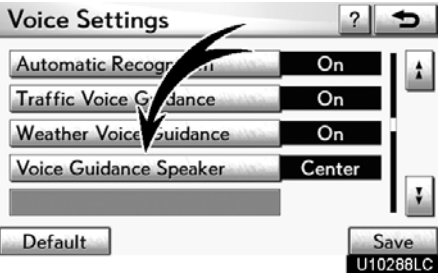 Voice Settings ?
Automatic Recognition On
Traffic Voice Guidance On
Weather Voice Guidance On
Voice Guidance Speaker Center
Default Save
U10288LC